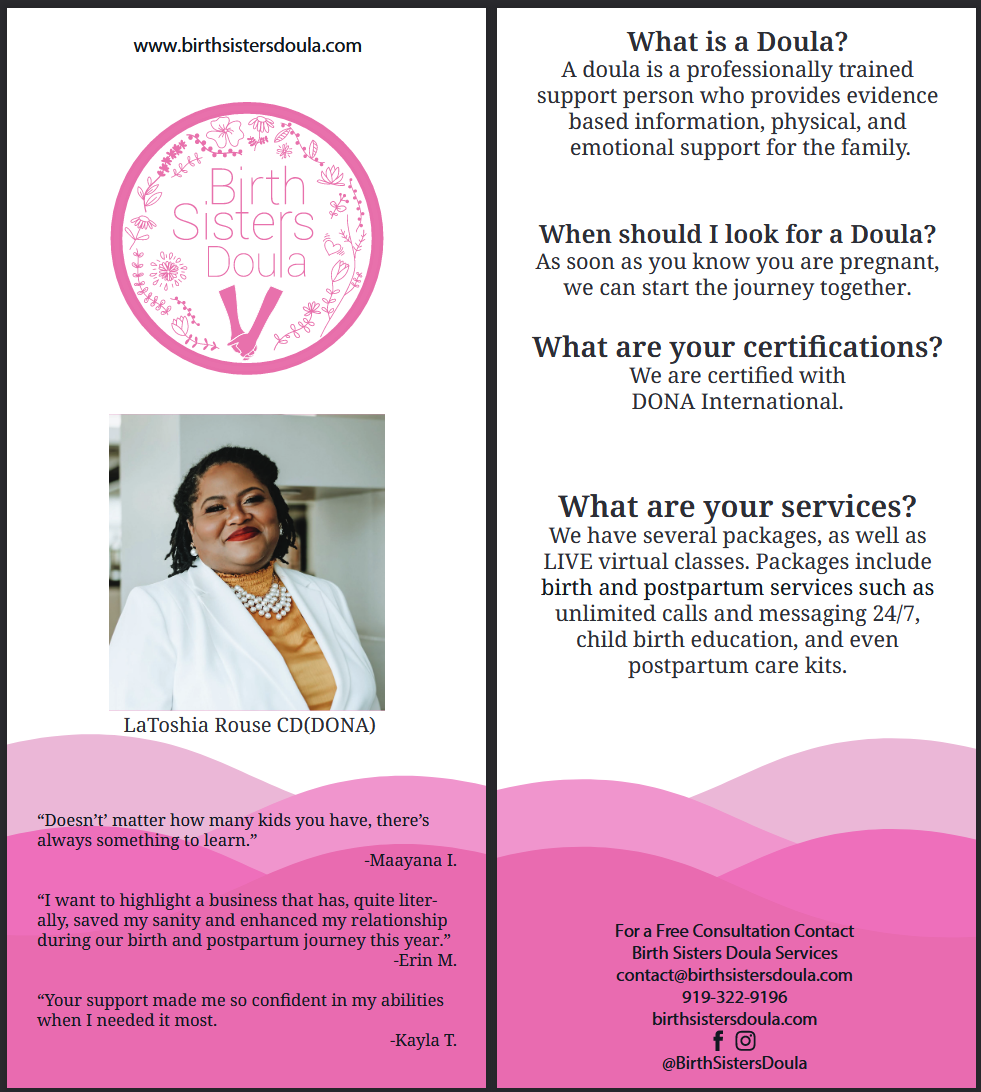 www.birthsistersdoula.com
Birth
Sisters
Doula
LaToshia Rouse CD(DONA)
“Doesn’t’ matter how many kids you have, there’s
always something to learn.”
-Maayana I.
“I want to highlight a business that has, quite liter-
ally, saved my sanity and enhanced my relationship
during our birth and postpartum journey this year.”
-Erin M.
“Your support made me so confident in my abilities
when I needed it most.
-Kayla T.
What is a Doula?
A doula is a professionally trained
support person who provides evidence
based information, physical, and
emotional support for the family.
When should I look for a Doula?
As soon as you know you are pregnant,
we can start the journey together.
What are your certifications?
We are certified with
DONA International.
What are your services?
We have several packages, as well as
LIVE virtual classes. Packages include
birth and postpartum services such as
unlimited calls and messaging 24/7,
child birth education, and even
postpartum care kits.
For a Free Consultation Contact
Birth Sisters Doula Services
contact@birthsistersdoula.com
919-322-9196
birthsistersdoula.com
@BirthSistersDoula